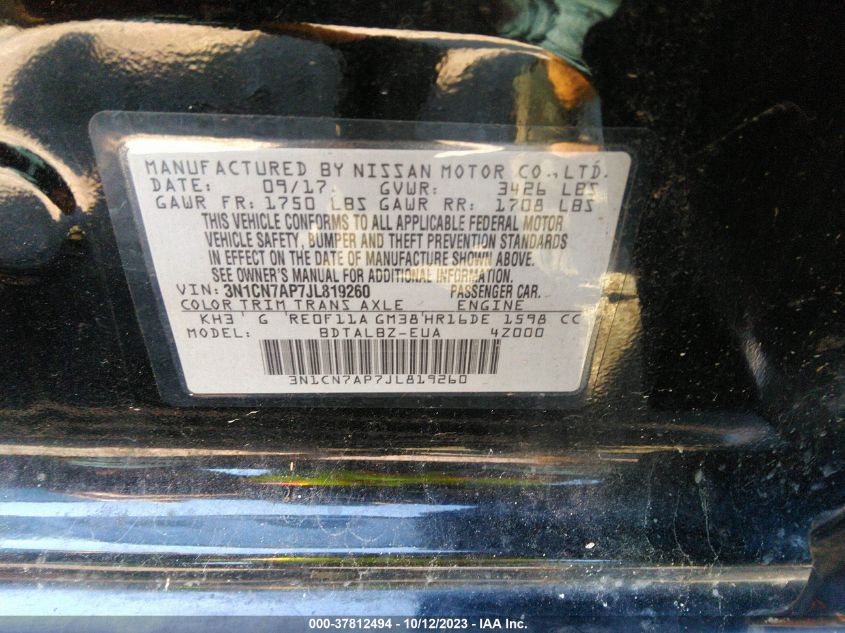 MANUFACTURED BY NISSAN MOTOR CO., LTD.
DATE: 09/17 GVWR: 3426 LBS
GAWR FR: 1750 LBS GAWR RR: 1708 LBS
THIS VEHICLE CONFORMS TO ALL APPLICABLE FEDERAL MOTOR
VEHICLE SAFETY, BUMPER AND THEFT PREVENTION STANDARDS
IN EFFECT ON THE DATE OF MANUFACTURE SHOWN ABOVE.
SEE OWNER'S MANUAL FOR ADDITIONAL INFORMATION.
VIN: 3N1CN7AP7JL819260 PASSENGER CAR.
COLOR TRIM TRANS AXLE ENGINE
KH3 G RE0F11A GM38 HR16DE 1598 CC
MODEL: BDTALBZ-EUA 4Z000
3N1CN7AP7JL819260
000-37812494 - 10/12/2023 - IAA Inc.